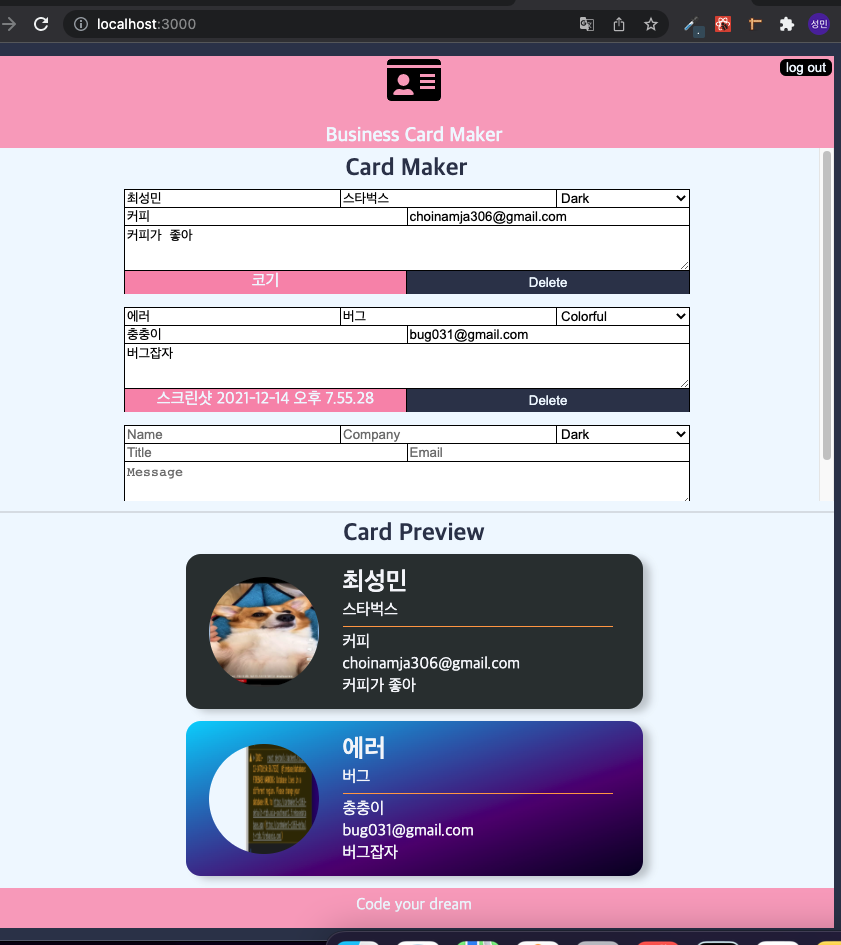 localhost:3000
성민
log out
Business Card Maker
Card Maker
최성민 스타벅스 Dark
커피 choinamja306@gmail.com
커피가 좋아
코기 Delete
에러 버그 Colorful
충충이 bug031@gmail.com
버그잡자
스크린샷 2021-12-14 오후 7.55.28 Delete
Name Company Dark
Title Email
Message
Card Preview
최성민
스타벅스
커피
choinamja306@gmail.com
커피가 좋아
에러
버그
충충이
bug031@gmail.com
버그잡자
Code your dream